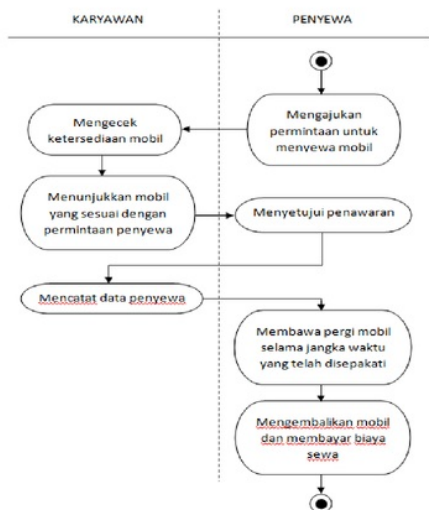 KARYAWAN
PENYEWA
Mengajukan
permintaan untuk
menyewa mobil
Mengecek
ketersediaan mobil
Menunjukkan mobil
yang sesuai dengan
permintaan penyewa
Menyetujui penawaran
Mencatat data penyewa
Membawa pergi mobil
selama jangka waktu
yang telah disepakati
Mengembalikan mobil
dan membayar biaya
sewa